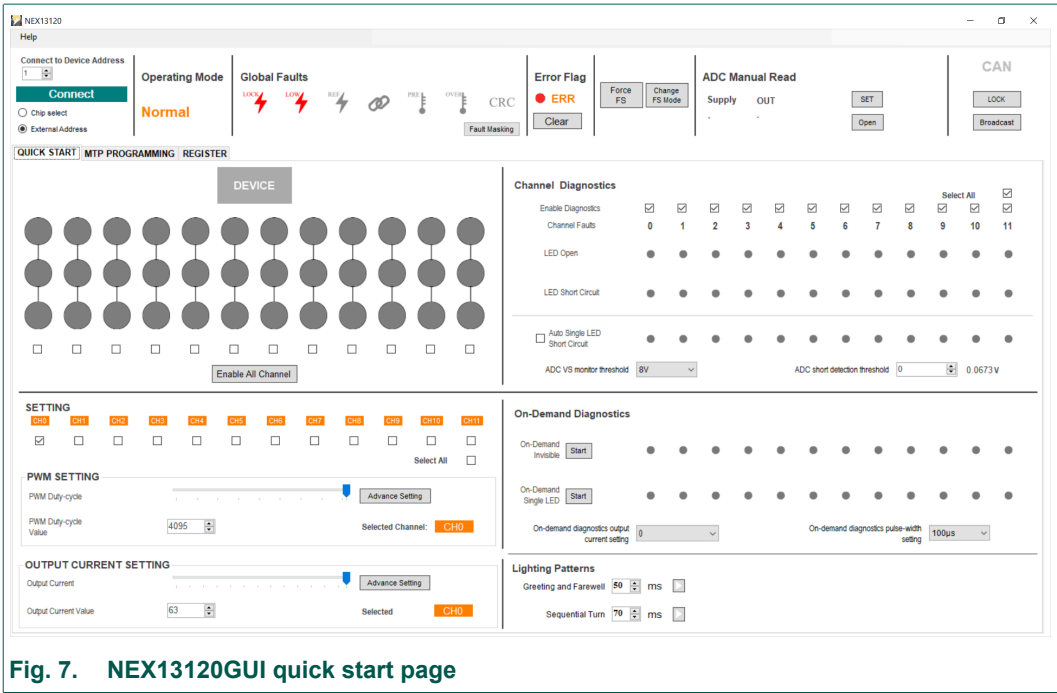 NEX13120
Help
Connect to Device Address
1
Connect
Chip select
External Address
Operating Mode
Normal
Global Faults
LOCK LOW REF PRE OVER CRC
Fault Masking
Error Flag
ERR
Clear
Force FS
Change FS Mode
ADC Manual Read
Supply OUT SET
- - Open
CAN
LOCK
Broadcast
QUICK START MTP PROGRAMMING REGISTER
DEVICE
Enable All Channel
Channel Diagnostics
Select All
Enable Diagnostics
Channel Faults 0 1 2 3 4 5 6 7 8 9 10 11
LED Open
LED Short Circuit
Auto Single LED
Short Circuit
ADC VS monitor threshold 8V ADC short detection threshold 0 0.0673 V
SETTING
CH0 CH1 CH2 CH3 CH4 CH5 CH6 CH7 CH8 CH9 CH10 CH11
Select All
PWM SETTING
PWM Duty-cycle Advance Setting
PWM Duty-cycle
Value 4095 Selected Channel: CH0
OUTPUT CURRENT SETTING
Output Current Advance Setting
Output Current Value 63 Selected CH0
On-Demand Diagnostics
On-Demand
Invisible Start
On-Demand
Single LED Start
On-demand diagnostics output
current setting 0
On-demand diagnostics pulse-width
setting 100µs
Lighting Patterns
Greeting and Farewell 50 ms
Sequential Turn 70 ms
Fig. 7. NEX13120GUI quick start page